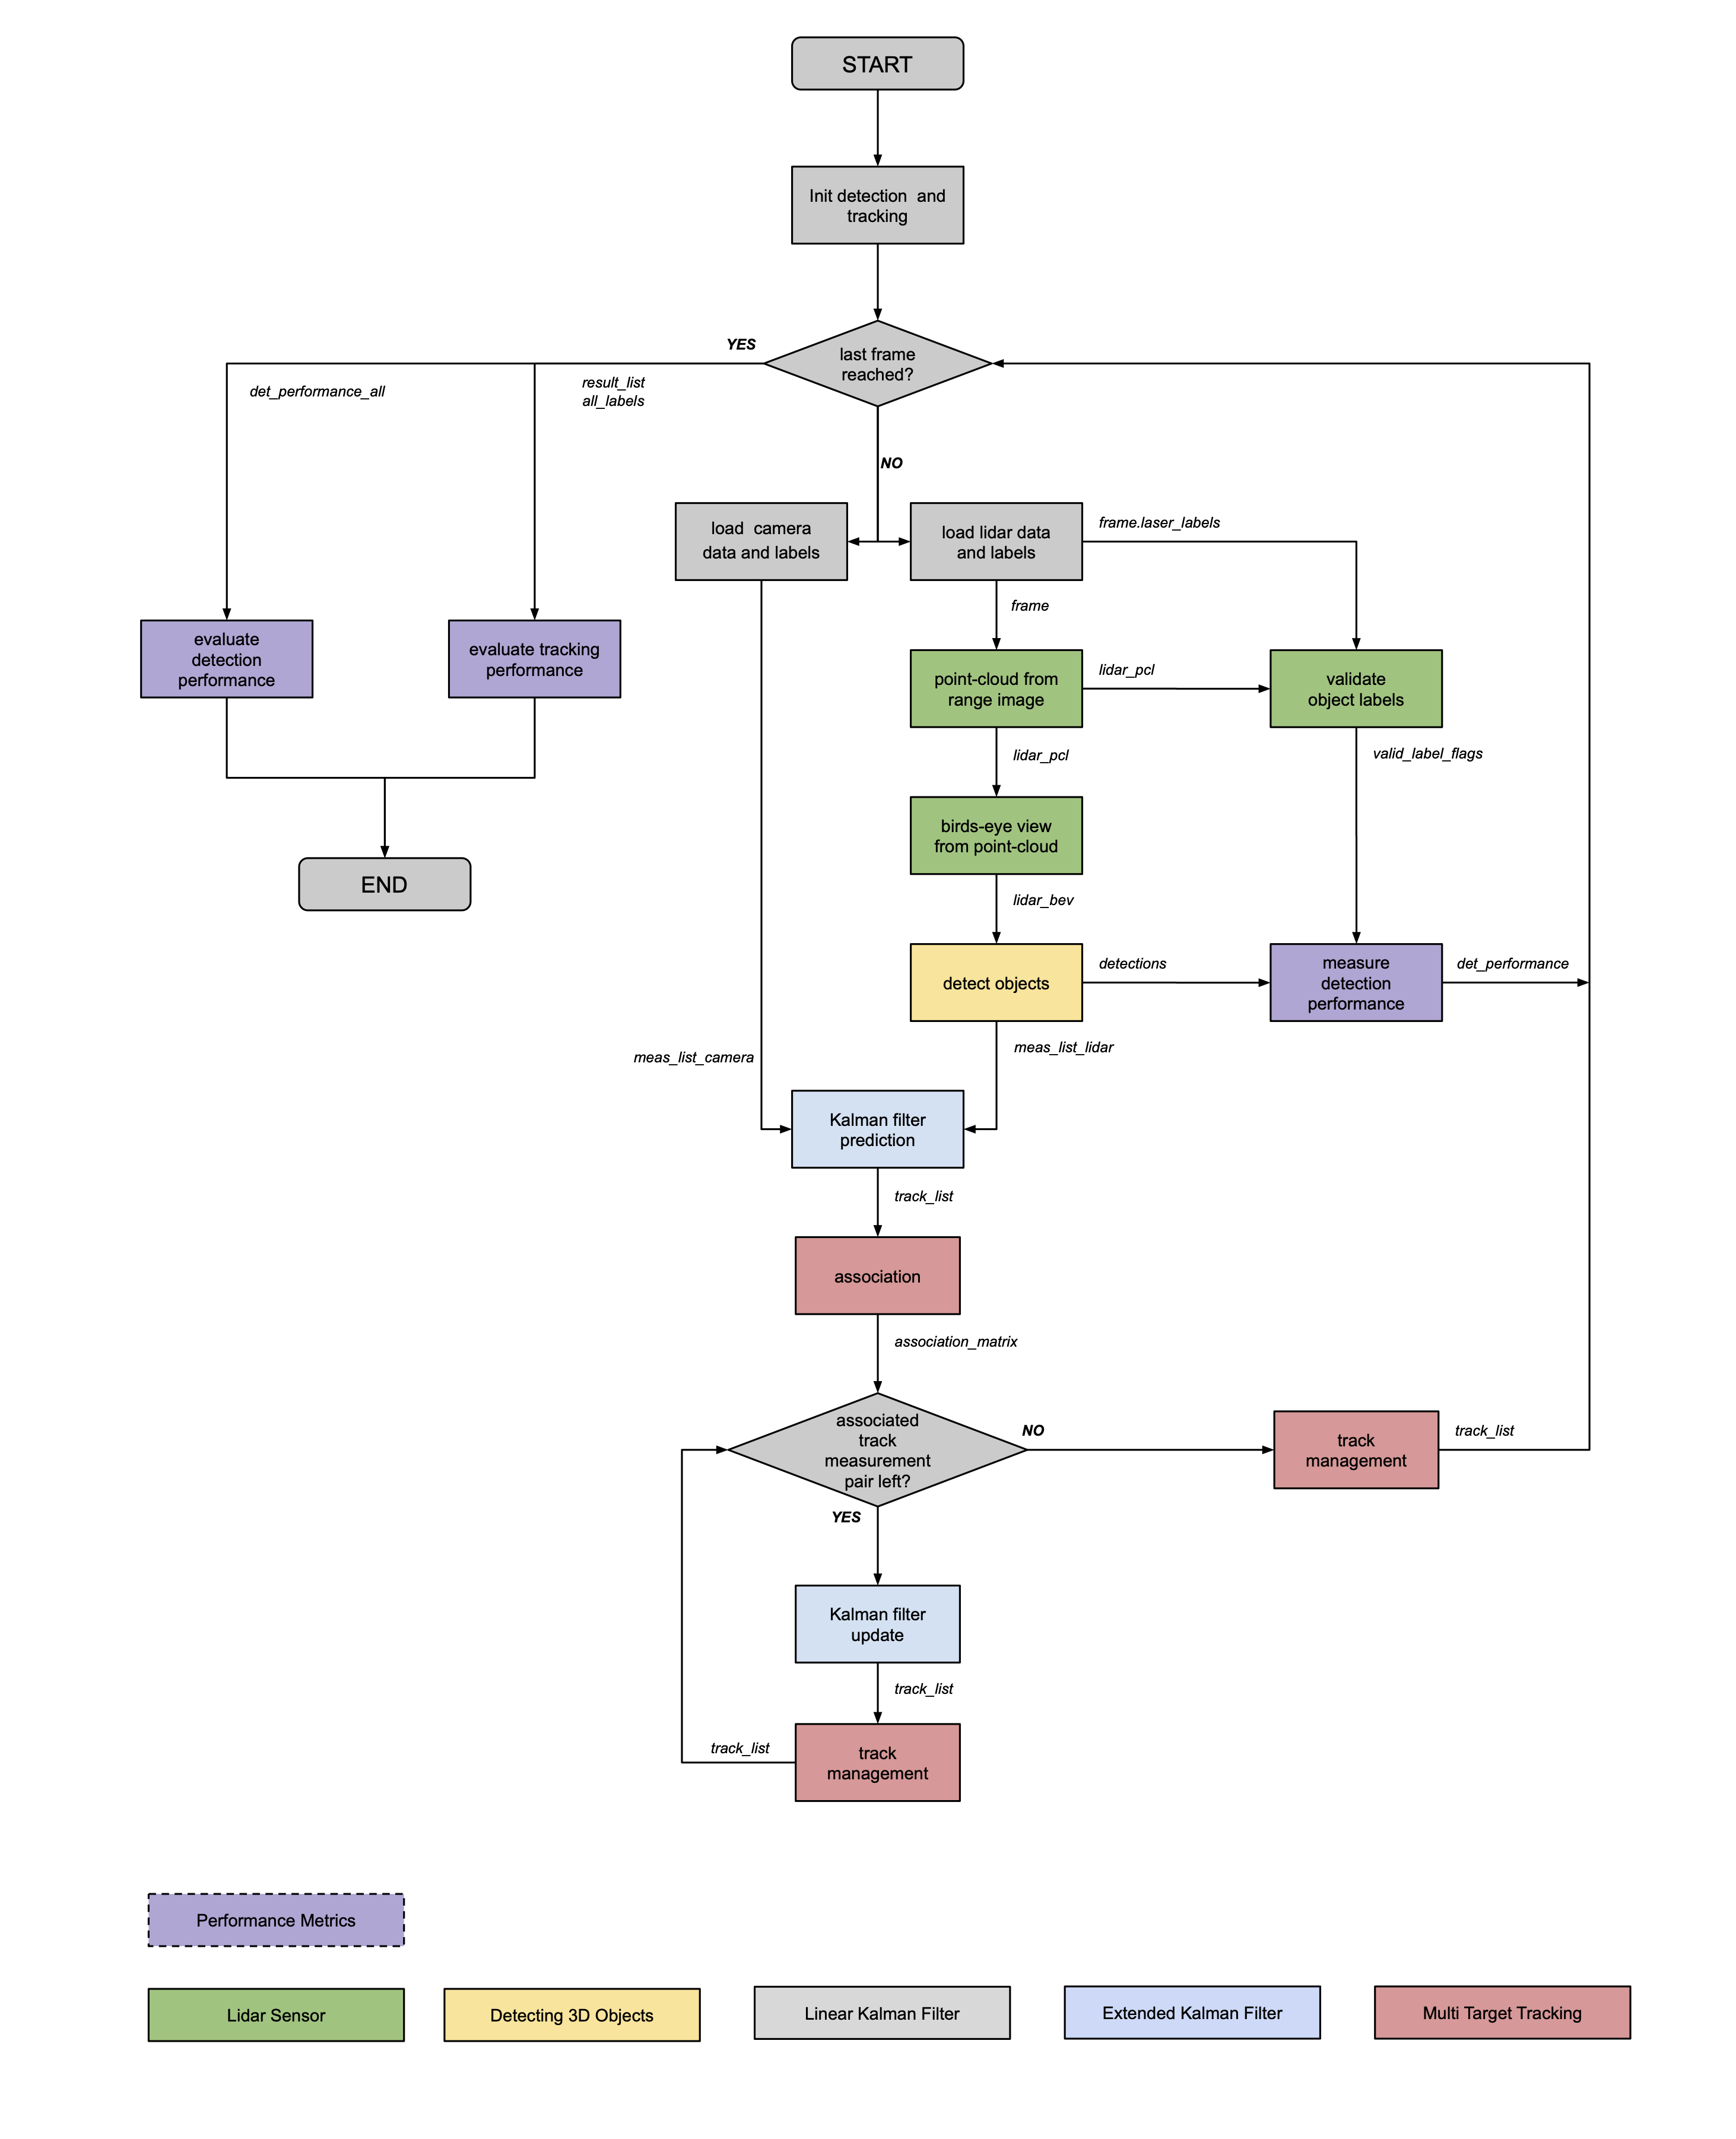 START
Init detection and
tracking
last frame
reached?
YES
det_performance_all
result_list
all_labels
NO
load camera
data and labels
load lidar data
and labels
frame.laser_labels
frame
evaluate
detection
performance
evaluate tracking
performance
point-cloud from
range image
lidar_pcl
validate
object labels
lidar_pcl
valid_label_flags
birds-eye view
from point-cloud
END
lidar_bev
detect objects
detections
measure
detection
performance
det_performance
meas_list_camera
meas_list_lidar
Kalman filter
prediction
track_list
association
association_matrix
associated
track
measurement
pair left?
NO
track
management
track_list
YES
Kalman filter
update
track_list
track
management
track_list
Performance Metrics
Lidar Sensor
Detecting 3D Objects
Linear Kalman Filter
Extended Kalman Filter
Multi Target Tracking